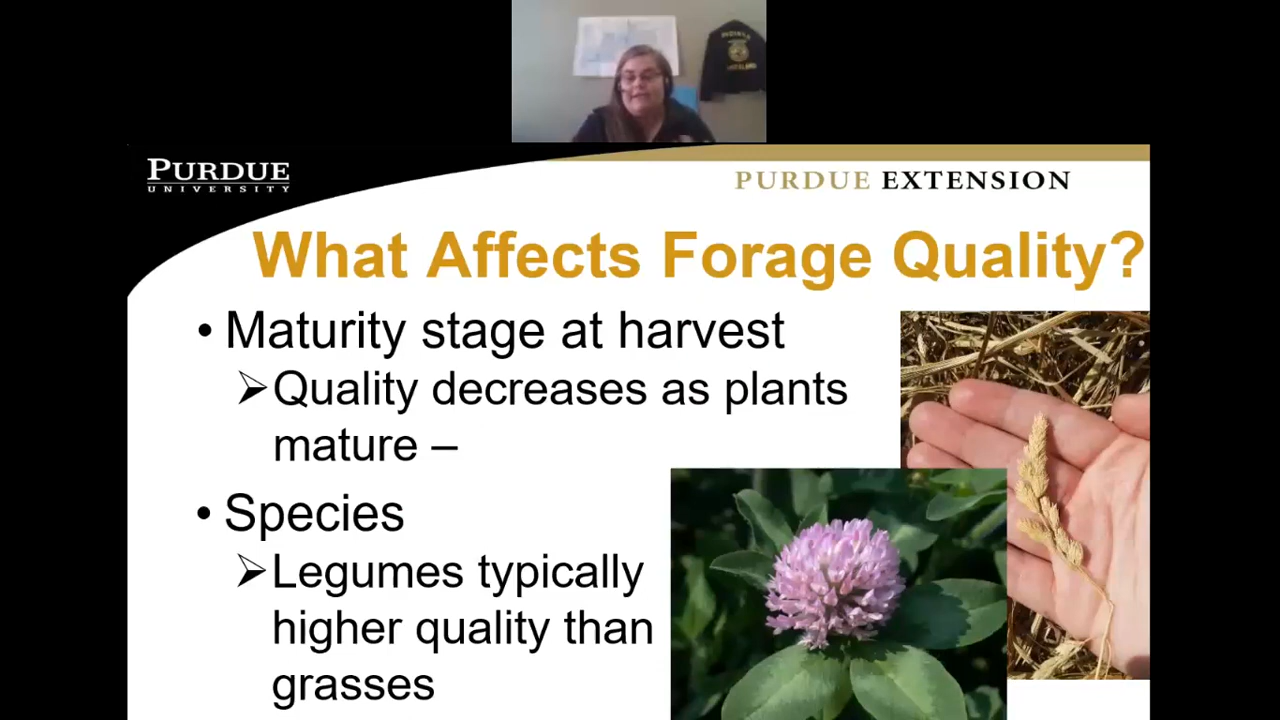 PURDUE
UNIVERSITY
PURDUE EXTENSION
What Affects Forage Quality?
• Maturity stage at harvest
➢Quality decreases as plants
mature –
• Species
➢Legumes typically
higher quality than
grasses